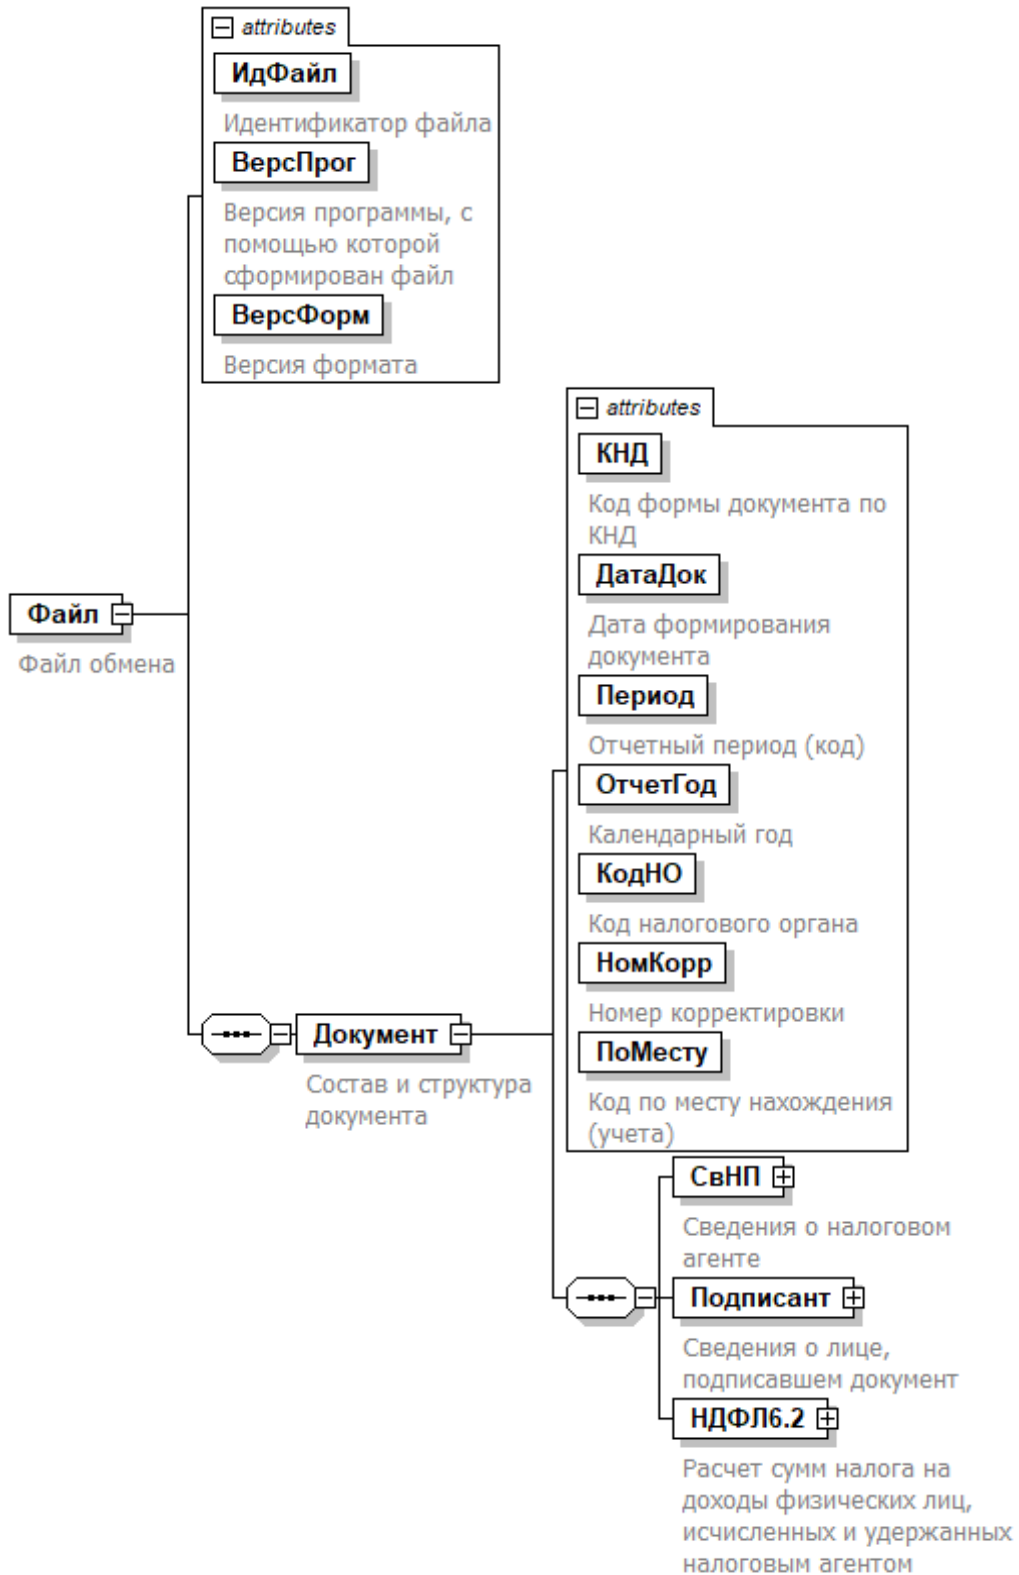 attributes
ИдФайл
Идентификатор файла
ВерсПрог
Версия программы, с
помощью которой
сформирован файл
ВерсФорм
Версия формата
Файл
Файл обмена
Документ
Состав и структура
документа
attributes
КНД
Код формы документа по
КНД
ДатаДок
Дата формирования
документа
Период
Отчетный период (код)
ОтчетГод
Календарный год
КодНО
Код налогового органа
НомКорр
Номер корректировки
ПоМесту
Код по месту нахождения
(учета)
СвНП
Сведения о налоговом
агенте
Подписант
Сведения о лице,
подписавшем документ
НДФЛ6.2
Расчет сумм налога на
доходы физических лиц,
исчисленных и удержанных
налоговым агентом